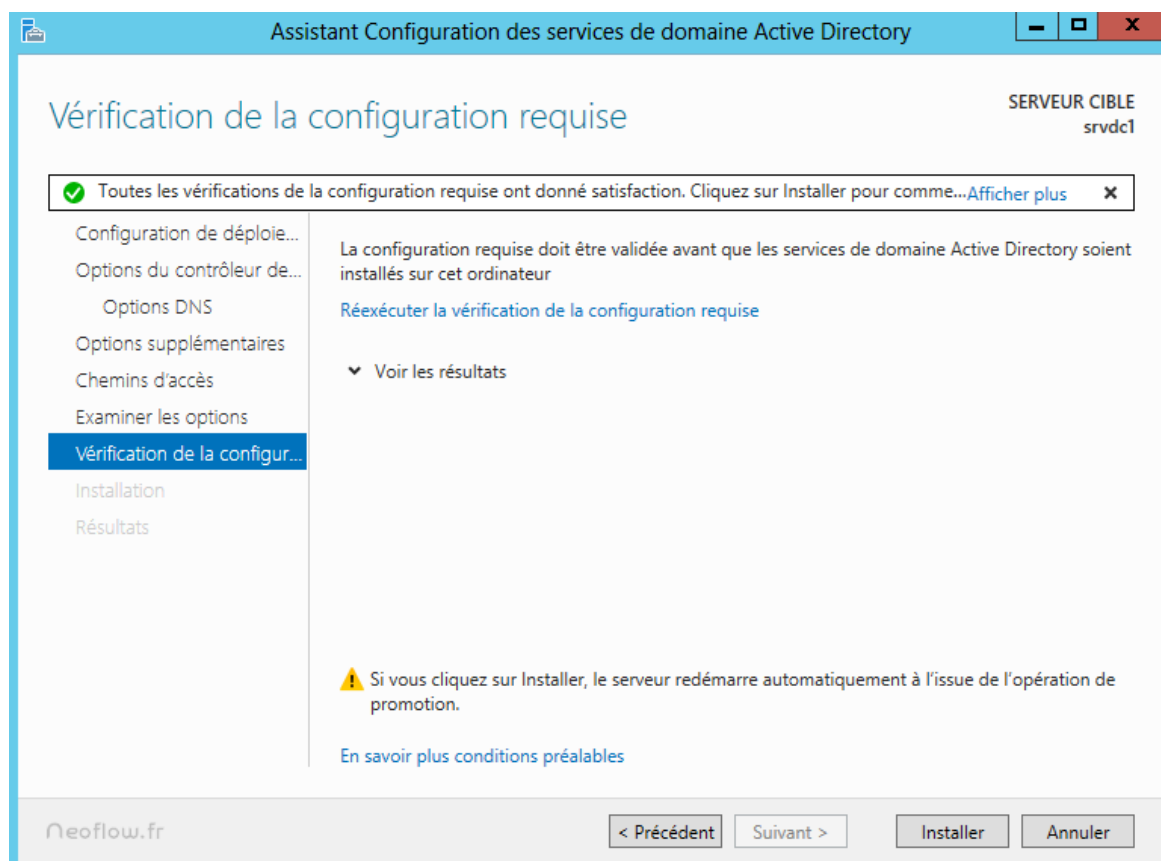 Assistant Configuration des services de domaine Active Directory
Vérification de la configuration requise
SERVEUR CIBLE
srvdc1
Toutes les vérifications de la configuration requise ont donné satisfaction. Cliquez sur Installer pour comme...Afficher plus
Configuration de déploie...
Options du contrôleur de...
Options DNS
Options supplémentaires
Chemins d'accès
Examiner les options
Vérification de la configur...
Installation
Résultats
La configuration requise doit être validée avant que les services de domaine Active Directory soient
installés sur cet ordinateur
Réexécuter la vérification de la configuration requise
Voir les résultats
Si vous cliquez sur Installer, le serveur redémarre automatiquement à l'issue de l'opération de
promotion.
En savoir plus conditions préalables
Neoflow.fr
< Précédent
Suivant >
Installer
Annuler